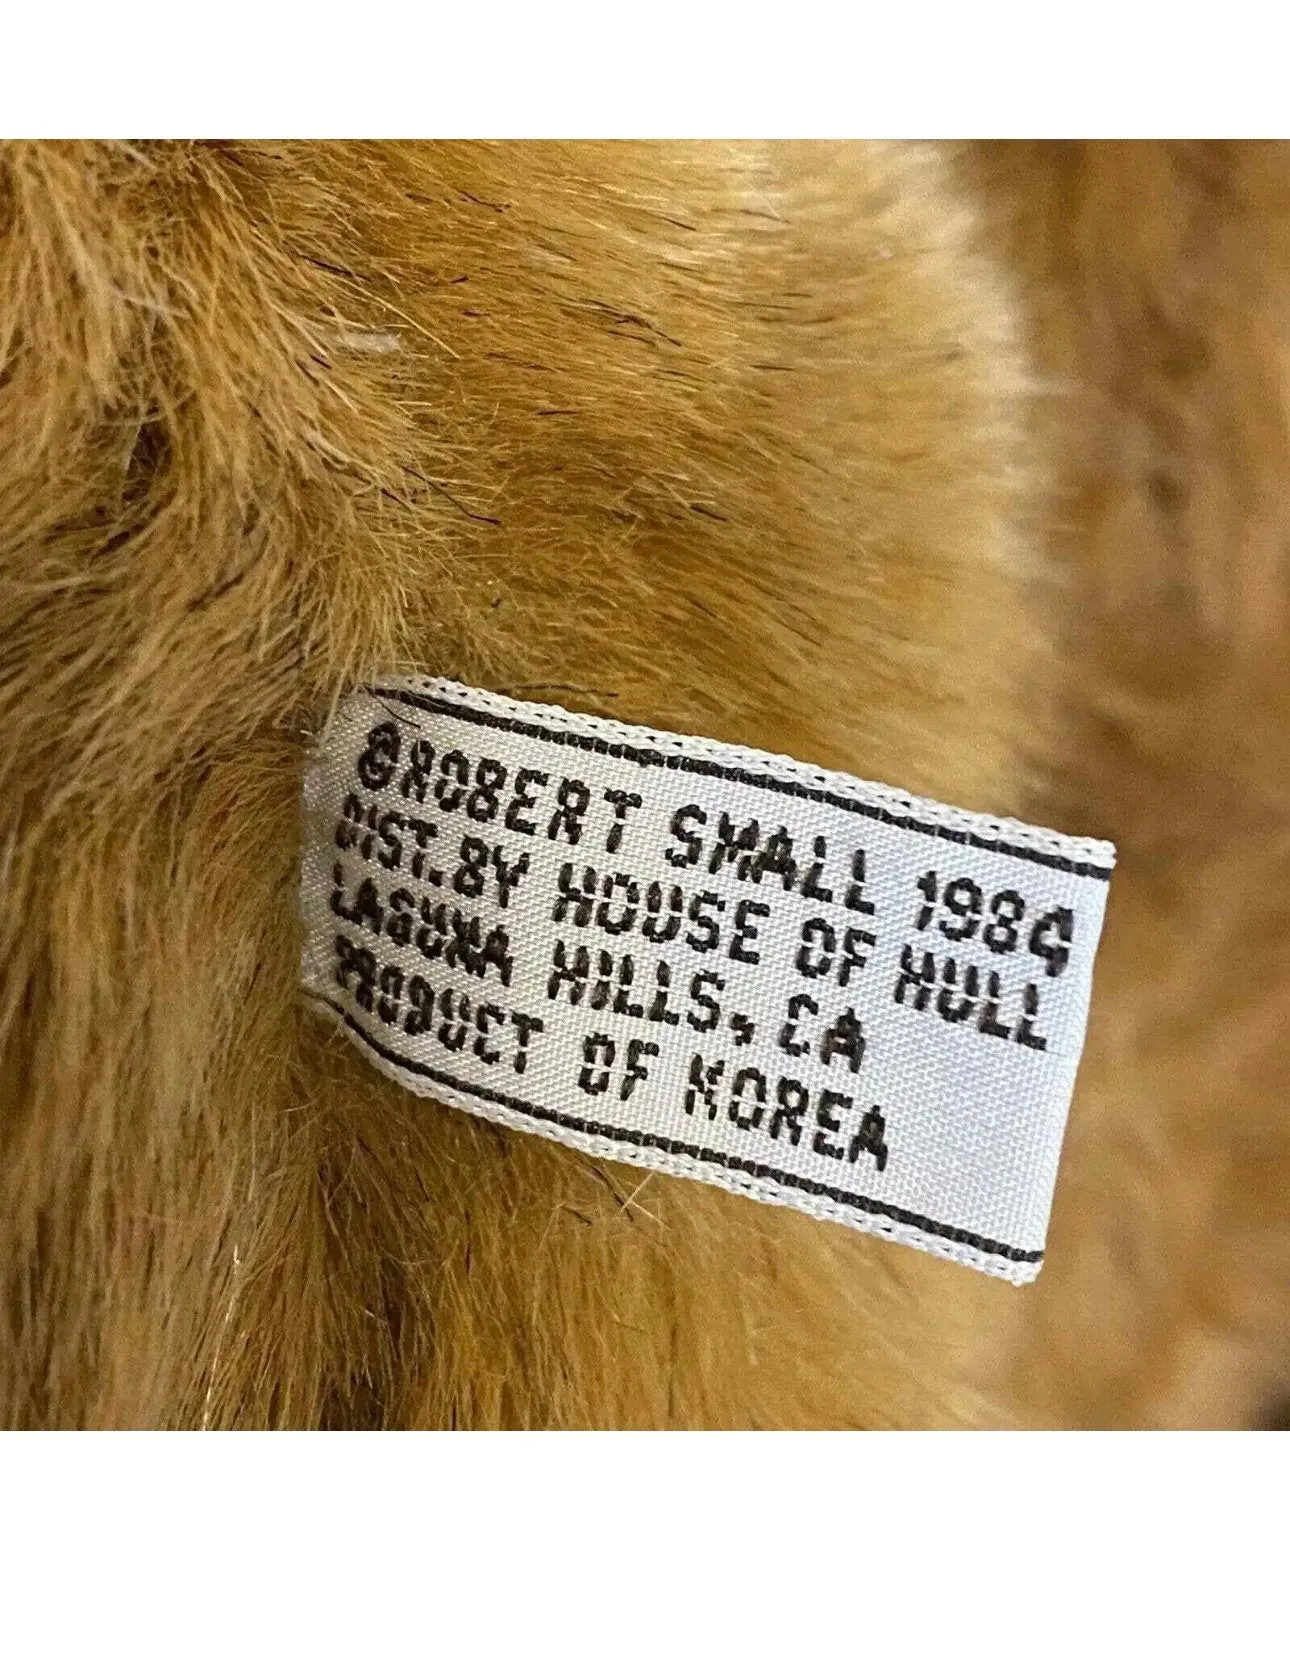 ©ROBERT SMALL 1984
DIST.BY HOUSE OF HULL
LAGUNA HILLS, CA
PRODUCT OF KOREA